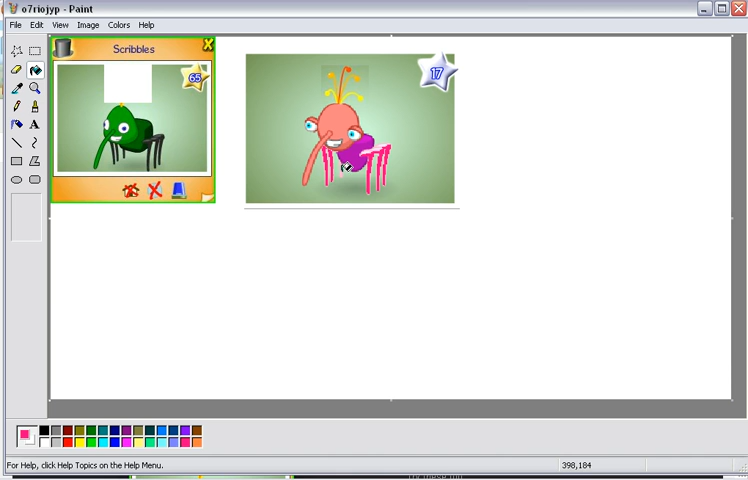 o7riojyp - Paint
File Edit View Image Colors Help
Scribbles
65
17
A
For Help, click Help Topics on the Help Menu.
398,184